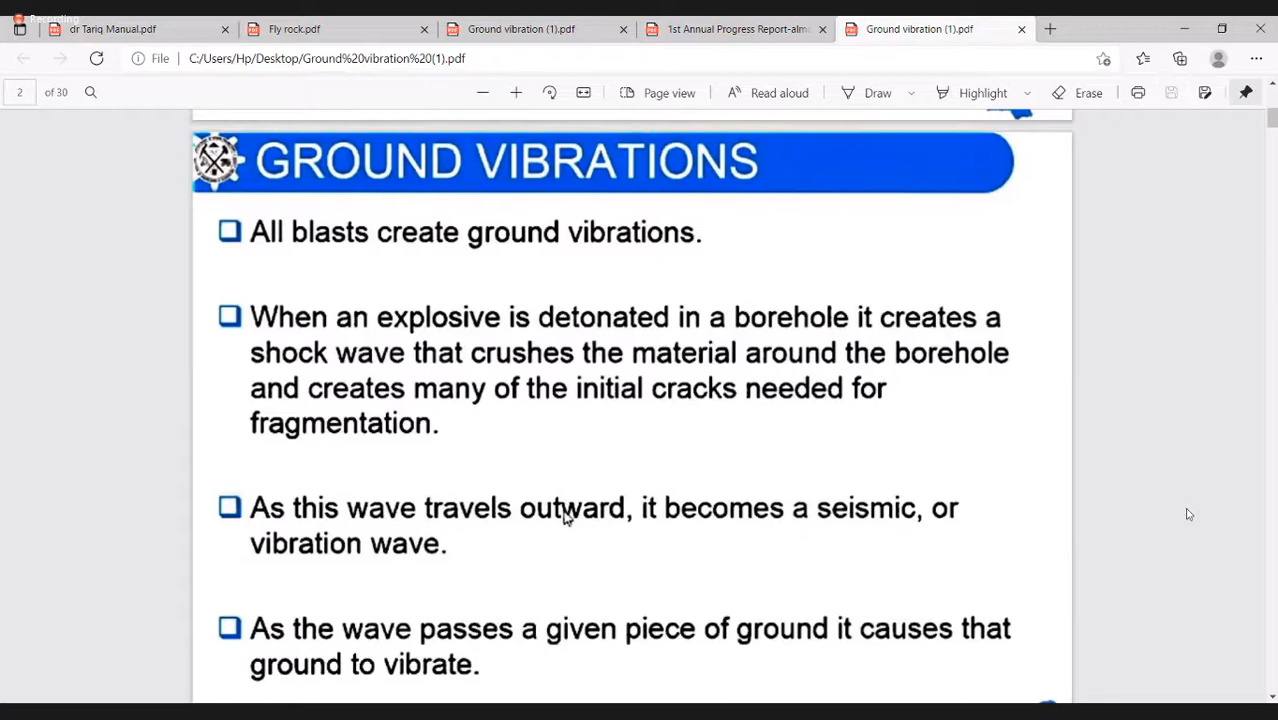 Recording
dr Tariq Manual.pdf
Fly rock.pdf
Ground vibration (1).pdf
1st Annual Progress Report-alm
Ground vibration (1).pdf
File
C:/Users/Hp/Desktop/Ground%20vibration%20(1).pdf
2 of 30
Page view
Read aloud
Draw
Highlight
Erase
GROUND VIBRATIONS
All blasts create ground vibrations.
When an explosive is detonated in a borehole it creates a
shock wave that crushes the material around the borehole
and creates many of the initial cracks needed for
fragmentation.
As this wave travels outward, it becomes a seismic, or
vibration wave.
As the wave passes a given piece of ground it causes that
ground to vibrate.